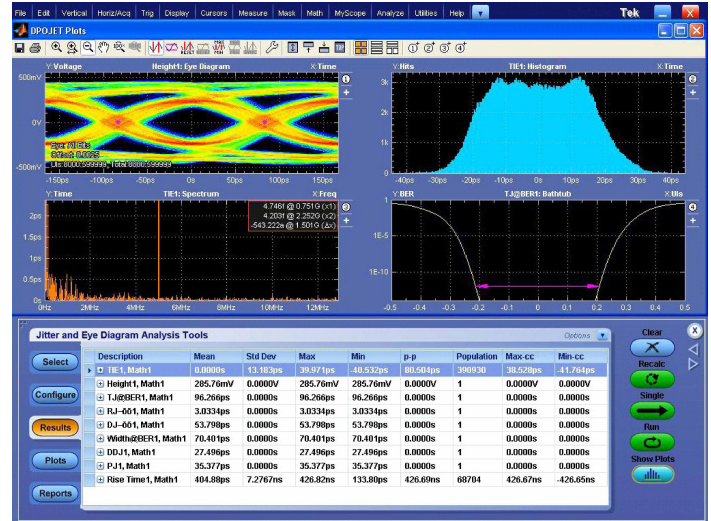 File Edit Vertical Horiz/Acq Trig Display Cursors Measure Mask Math MyScope Analyze Utilities Help Tek
DPOJET Plots
Y:Voltage Height1: Eye Diagram X:Time
500mV
0V
-500mV
Eye: All Bits
Offset: 0.0025
UIs:8000:599999, Total:8000:599999
-150ps -100ps -50ps 0s 50ps 100ps 150ps
Y:Hits TIE1: Histogram X:Time
3k
2k
1k
0
-40ps -30ps -20ps -10ps 0s 10ps 20ps 30ps 40ps
Y:Time TIE1: Spectrum X:Freq
4.746f @ 0.751G (x1)
4.203f @ 2.252G (x2)
-543.222a @ 1.501G (Δx)
2ps
1.5ps
1ps
0.5ps
0s
0Hz 2MHz 4MHz 6MHz 8MHz 10MHz 12MHz
Y:BER TJ@BER1: Bathtub X:UIs
1
1E-5
1E-10
-0.5 -0.4 -0.3 -0.2 -0.1 0 0.1 0.2 0.3 0.4 0.5
Jitter and Eye Diagram Analysis Tools Options
Clear
Recalc
Single
Run
Show Plots
Select
Configure
Results
Plots
Reports
Description Mean Std Dev Max Min p-p Population Max-cc Min-cc
TIE1, Math1 0.0000s 13.183ps 39.971ps -40.532ps 80.504ps 390930 38.528ps -41.764ps
Height1, Math1 285.76mV 0.0000V 285.76mV 285.76mV 0.0000V 1 0.0000V 0.0000V
TJ@BER1, Math1 96.266ps 0.0000s 96.266ps 96.266ps 0.0000s 1 0.0000s 0.0000s
RJ–δδ1, Math1 3.0334ps 0.0000s 3.0334ps 3.0334ps 0.0000s 1 0.0000s 0.0000s
DJ–δδ1, Math1 53.798ps 0.0000s 53.798ps 53.798ps 0.0000s 1 0.0000s 0.0000s
Width@BER1, Math1 70.401ps 0.0000s 70.401ps 70.401ps 0.0000s 1 0.0000s 0.0000s
DDJ1, Math1 27.496ps 0.0000s 27.496ps 27.496ps 0.0000s 1 0.0000s 0.0000s
PJ1, Math1 35.377ps 0.0000s 35.377ps 35.377ps 0.0000s 1 0.0000s 0.0000s
Rise Time1, Math1 404.88ps 7.2767ns 426.82ns 133.80ps 426.69ns 68704 426.67ns -426.65ns